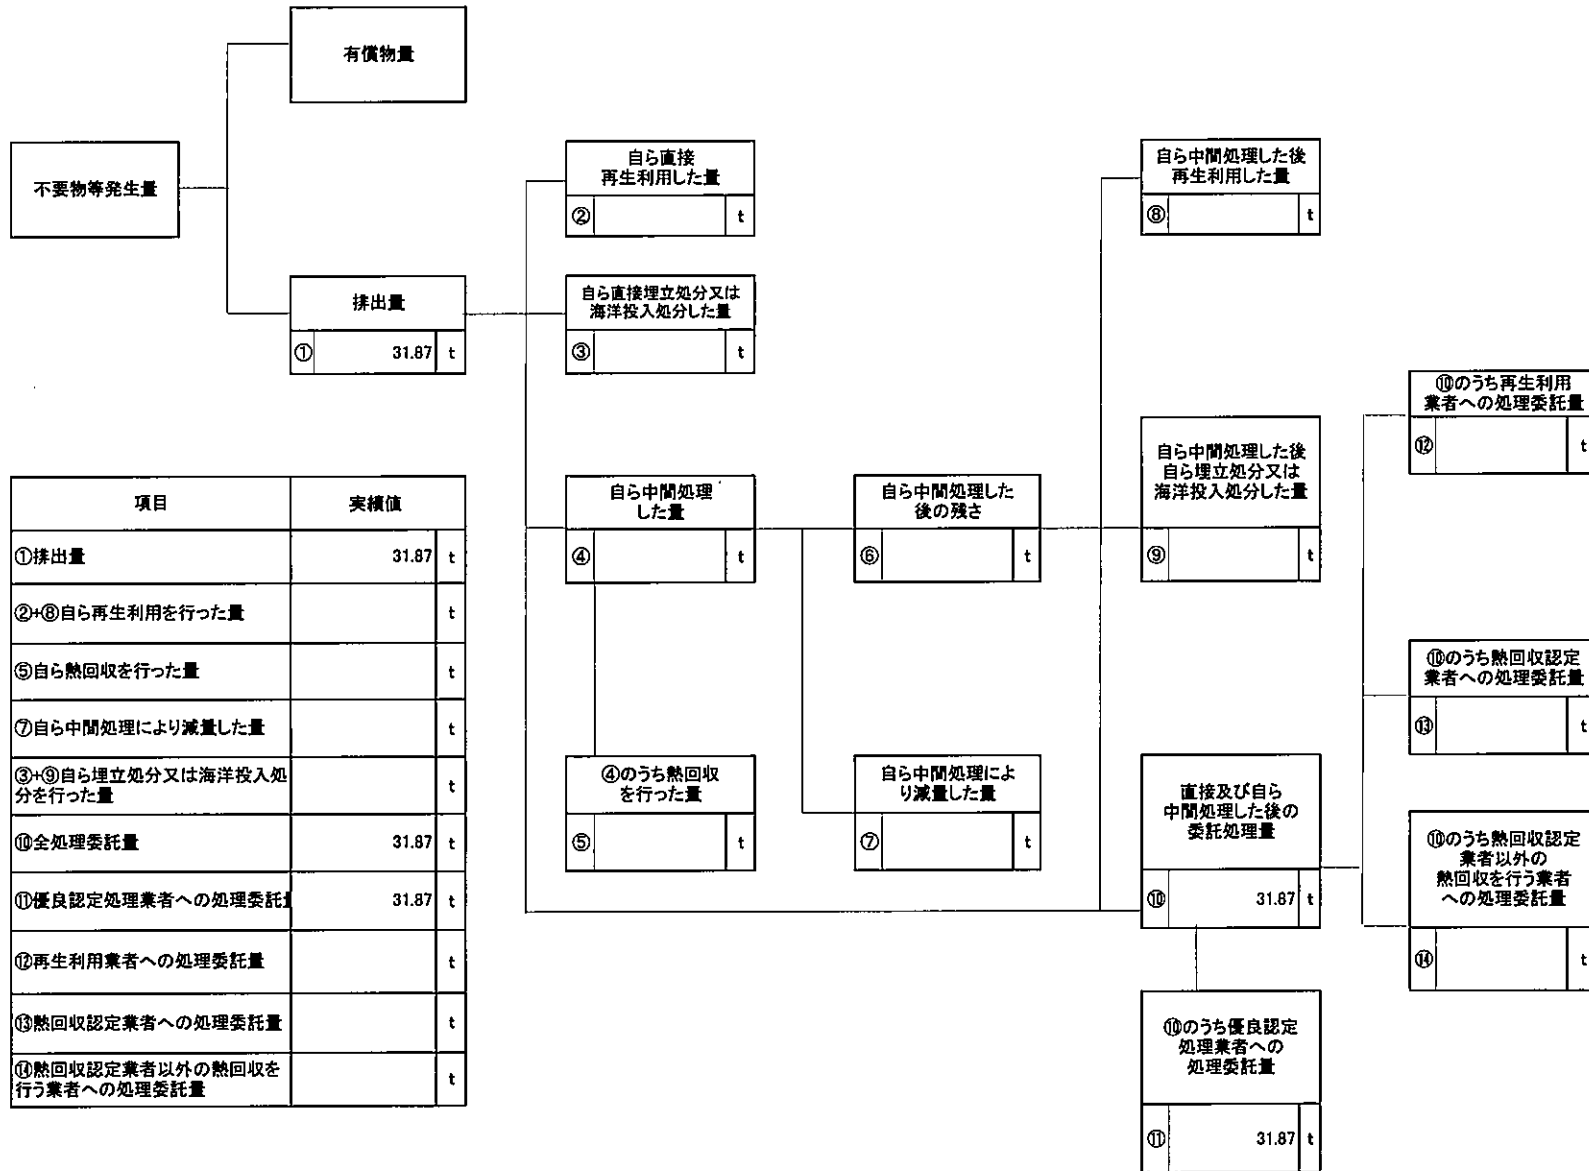 有償物量
不要物等発生量
排出量
① 31.87 t
自ら直接
再生利用した量
② t
自ら直接埋立処分又は
海洋投入処分した量
③ t
自ら中間処理
した量
④ t
④のうち熱回収
を行った量
⑤ t
自ら中間処理した
後の残さ
⑥ t
自ら中間処理によ
り減量した量
⑦ t
自ら中間処理した後
再生利用した量
⑧ t
自ら中間処理した後
自ら埋立処分又は
海洋投入処分した量
⑨ t
直接及び自ら
中間処理した後の
委託処理量
⑩ 31.87 t
⑩のうち優良認定
処理業者への
処理委託量
⑪ 31.87 t
⑩のうち再生利用
業者への処理委託量
⑫ t
⑩のうち熱回収認定
業者への処理委託量
⑬ t
⑩のうち熱回収認定
業者以外の
熱回収を行う業者
への処理委託量
⑭ t
項目 実績値
①排出量 31.87 t
②+⑧自ら再生利用を行った量 t
⑤自ら熱回収を行った量 t
⑦自ら中間処理により減量した量 t
③+⑨自ら埋立処分又は海洋投入処
分を行った量 t
⑩全処理委託量 31.87 t
⑪優良認定処理業者への処理委託 31.87 t
⑫再生利用業者への処理委託量 t
⑬熱回収認定業者への処理委託量 t
⑭熱回収認定業者以外の熱回収を
行う業者への処理委託量 t